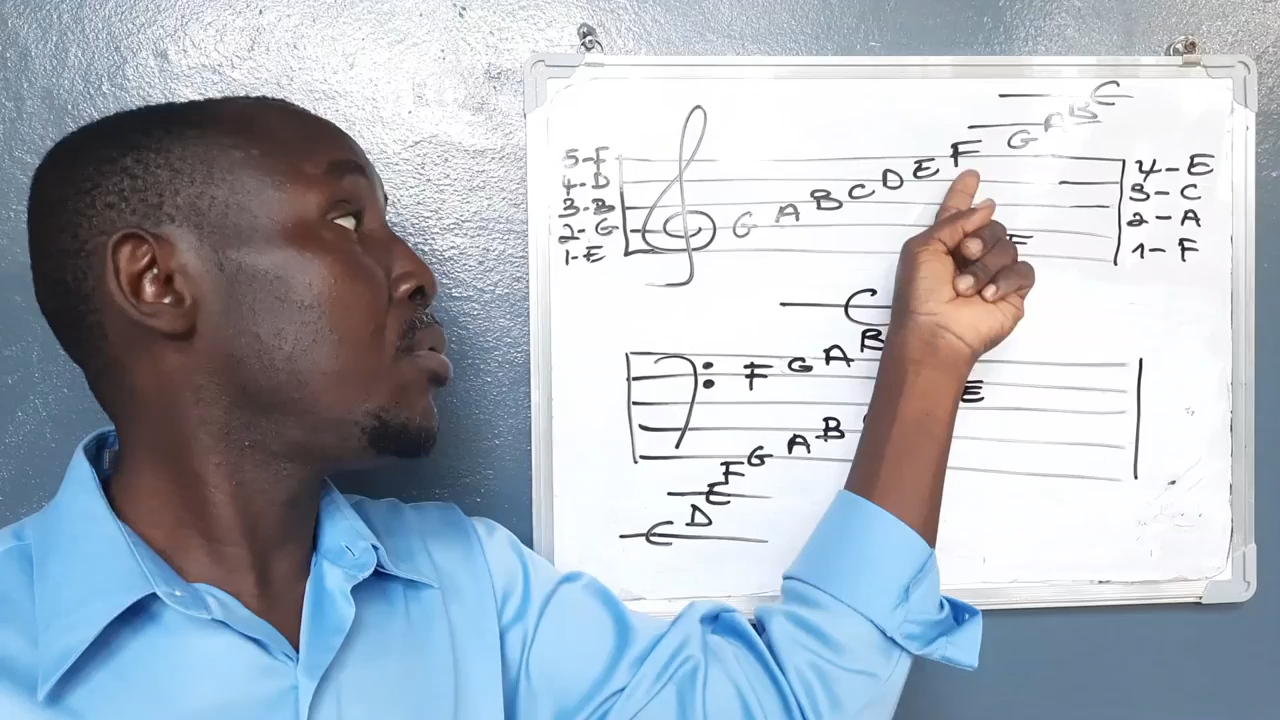 C
B
A
G
5-F
4-D
3-B
2-G
1-E
G A B C D E F
4-E
3-C
2-A
1-F
F
C
F G A B
E
G A B
F
E
D
C